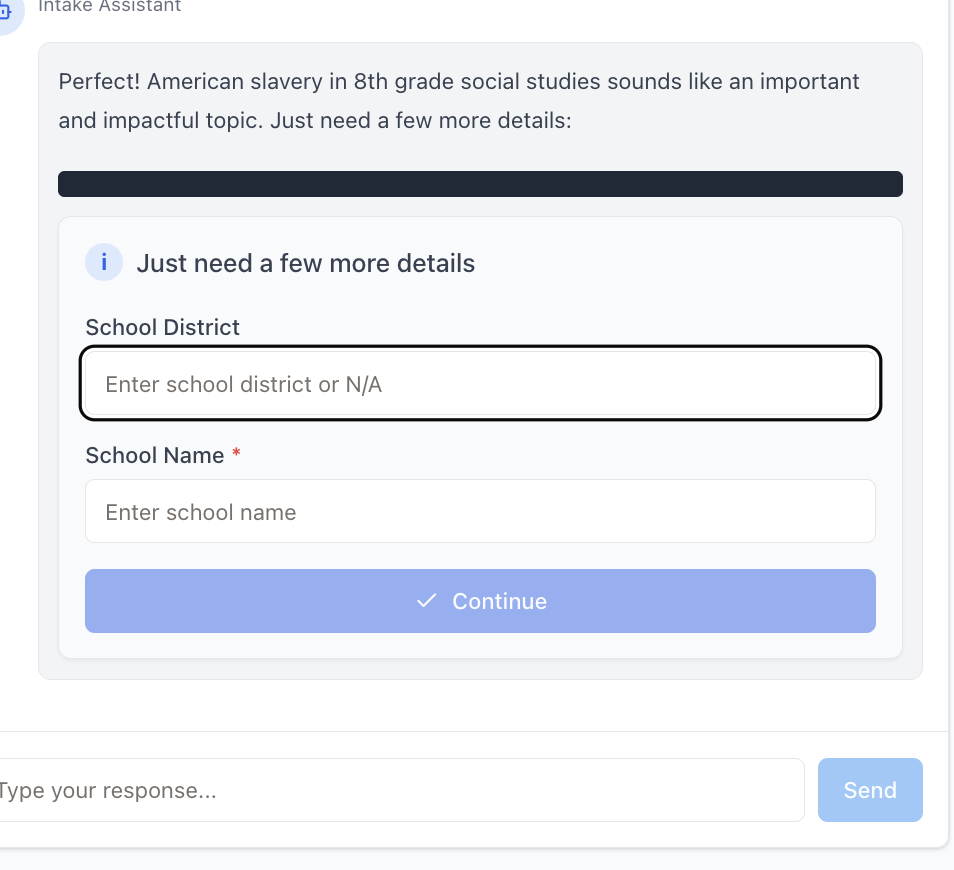 Intake Assistant
Perfect! American slavery in 8th grade social studies sounds like an important
and impactful topic. Just need a few more details:
i Just need a few more details
School District
Enter school district or N/A
School Name *
Enter school name
Continue
Type your response...
Send